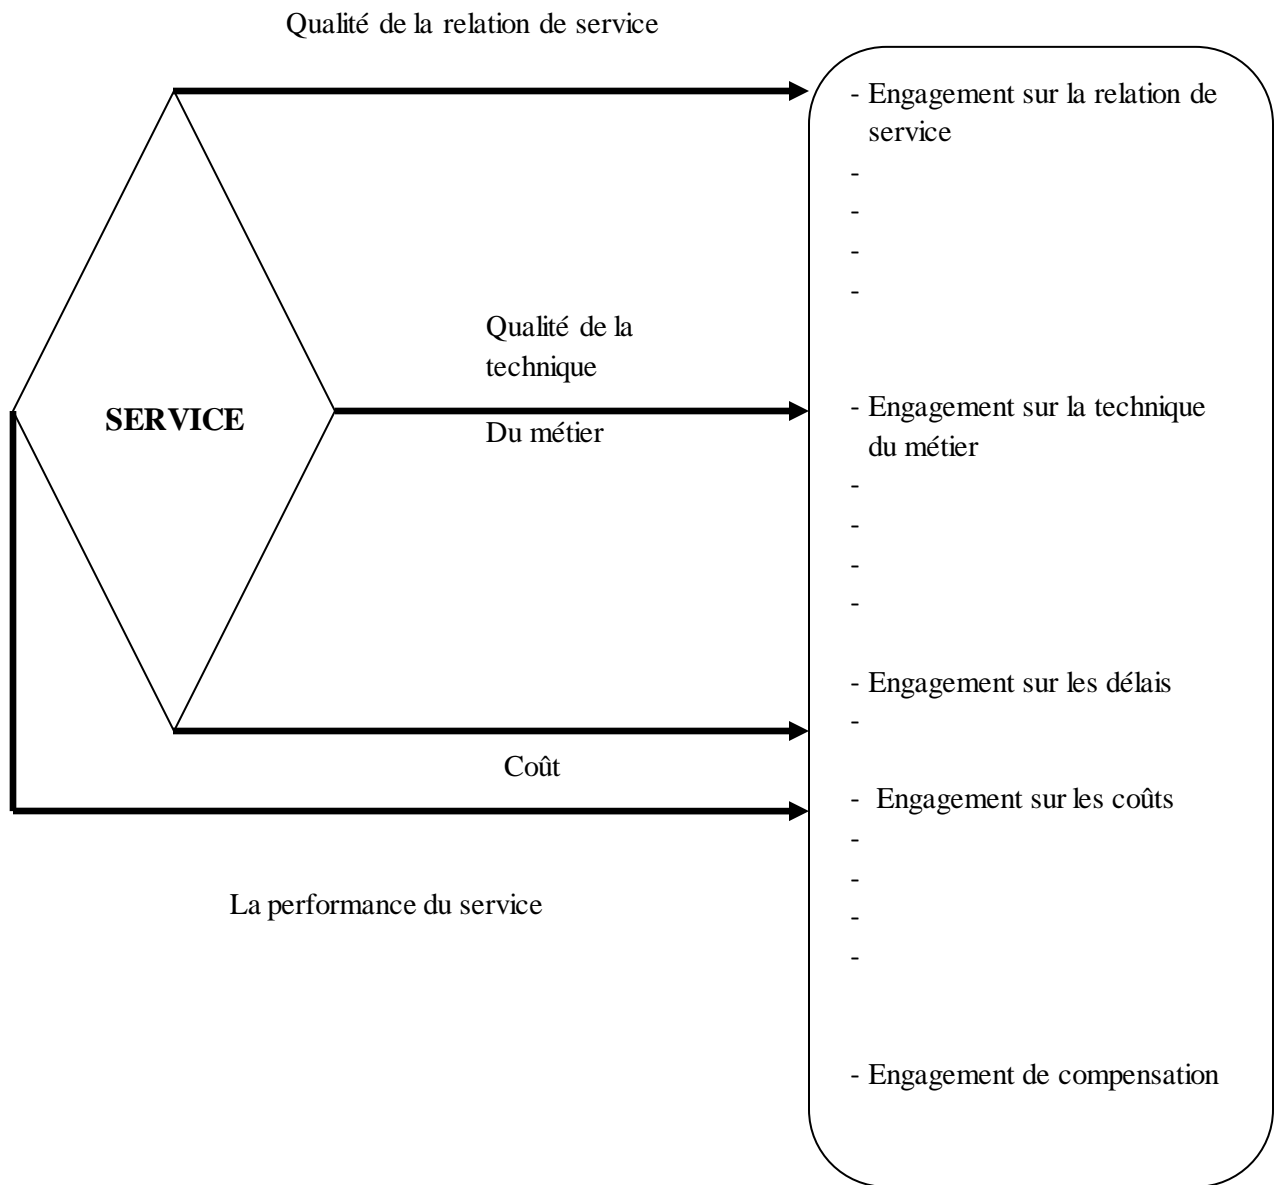 Qualité de la relation de service
- Engagement sur la relation de
service
-
-
-
-
Qualité de la
technique
Du métier
SERVICE
- Engagement sur la technique
du métier
-
-
-
-
- Engagement sur les délais
-
Coût
- Engagement sur les coûts
-
-
-
-
La performance du service
- Engagement de compensation